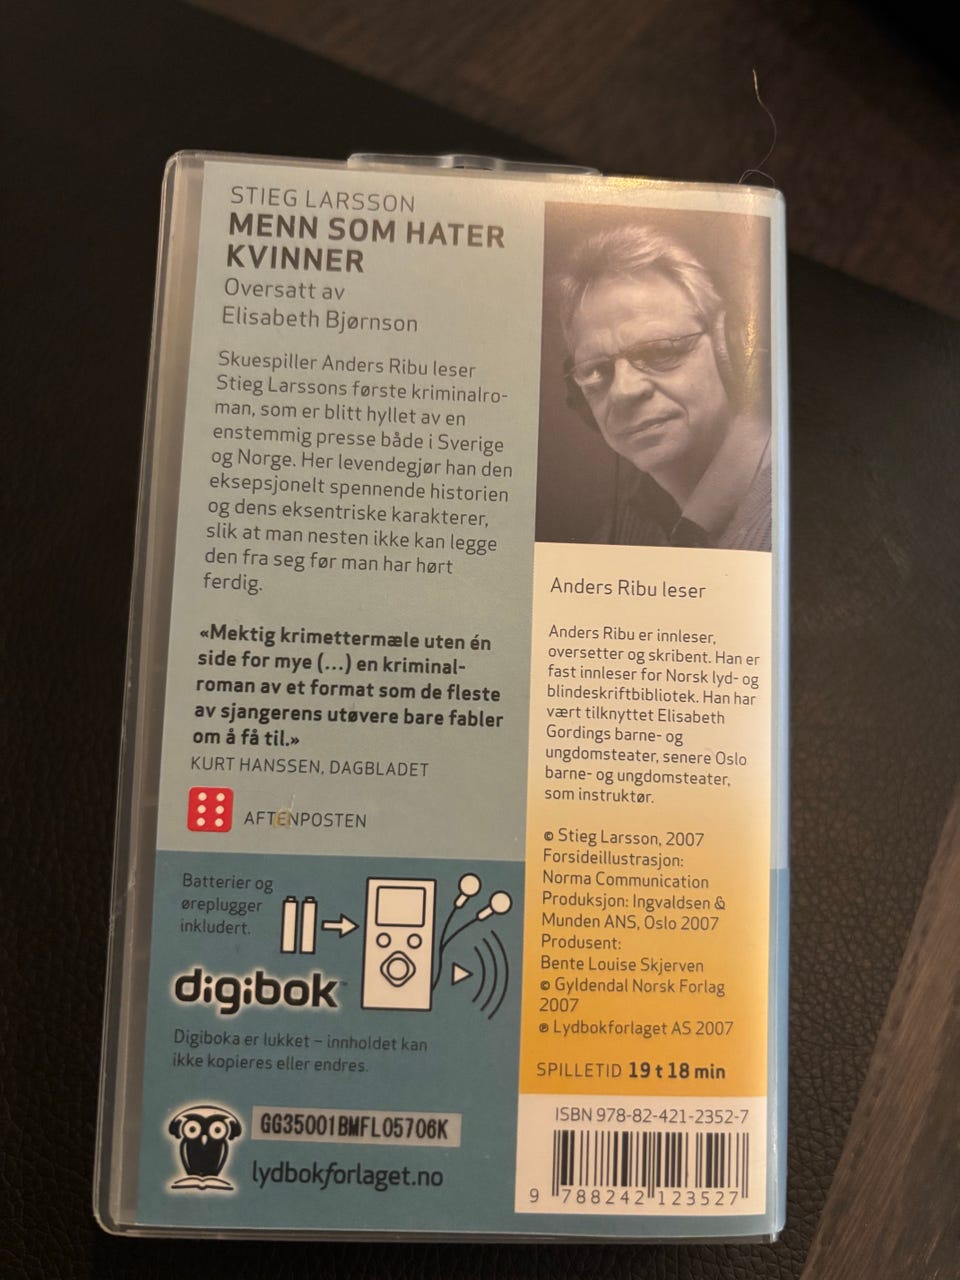 STIEG LARSSON
MENN SOM HATER
KVINNER
Oversatt av
Elisabeth Bjørnson
Skuespiller Anders Ribu leser
Stieg Larssons første kriminalro-
man, som er blitt hyllet av en
enstemmig presse både i Sverige
og Norge. Her levendegjør han den
eksepsjonelt spennende historien
og dens eksentriske karakterer,
slik at man nesten ikke kan legge
den fra seg før man har hørt
ferdig.
«Mektig krimettermæle uten én
side for mye (...) en kriminal-
roman av et format som de fleste
av sjangerens utøvere bare fabler
om å få til.»
KURT HANSSEN, DAGBLADET
AFTENPOSTEN
Batterier og
øreplugger
inkludert.
digibok™
Digiboka er lukket – innholdet kan
ikke kopieres eller endres.
GG35001BMFL05706K
lydbokforlaget.no
Anders Ribu leser
Anders Ribu er innleser,
oversetter og skribent. Han er
fast innleser for Norsk lyd- og
blindeskriftbibliotek. Han har
vært tilknyttet Elisabeth
Gordings barne- og
ungdomsteater, senere Oslo
barne- og ungdomsteater,
som instruktør.
© Stieg Larsson, 2007
Forsideillustrasjon:
Norma Communication
Produksjon: Ingvaldsen &
Munden ANS, Oslo 2007
Produsent:
Bente Louise Skjerven
© Gyldendal Norsk Forlag
2007
℗ Lydbokforlaget AS 2007
SPILLETID 19 t 18 min
ISBN 978-82-421-2352-7
9 788242 123527